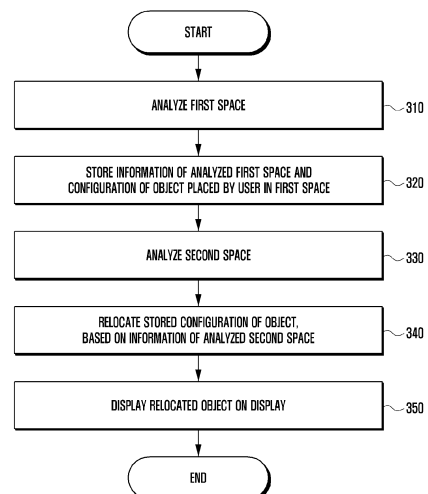 START
ANALYZE FIRST SPACE
310
STORE INFORMATION OF ANALYZED FIRST SPACE AND
CONFIGURATION OF OBJECT PLACED BY USER IN FIRST SPACE
320
ANALYZE SECOND SPACE
330
RELOCATE STORED CONFIGURATION OF OBJECT,
BASED ON INFORMATION OF ANALYZED SECOND SPACE
340
DISPLAY RELOCATED OBJECT ON DISPLAY
350
END